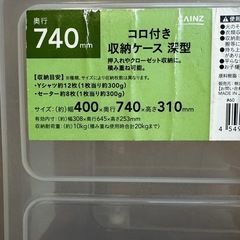 奥行
740mm
CAINZ
コロ付き
収納ケース 深型
押入れやクローゼット収納に。
積み重ね可能。
【収納目安】※種類、サイズにより収納枚数は異なります。
・Yシャツ約12枚(1枚当り約300g)
・セーター約8枚(1枚当り約300g)
サイズ：(約)幅400×奥行740×高さ310mm
有効内寸：(約)幅308×奥行645×高さ253mm
収納耐荷重：(約)10kg(積み重ね使用時合計20kgまで)